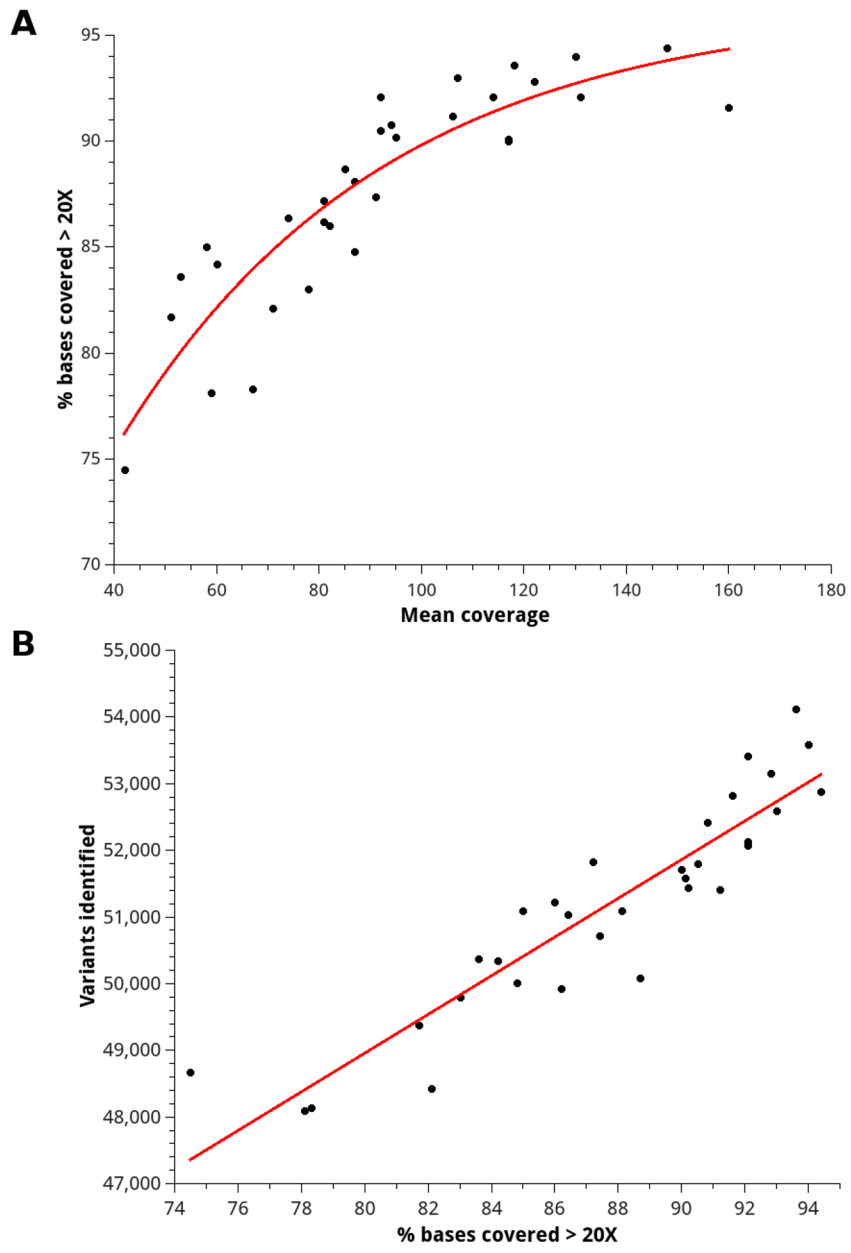 A
95
90
85
80
75
70
% bases covered > 20X
40 60 80 100 120 140 160 180
Mean coverage
B
55,000
54,000
53,000
52,000
51,000
50,000
49,000
48,000
47,000
Variants identified
74 76 78 80 82 84 86 88 90 92 94
% bases covered > 20X